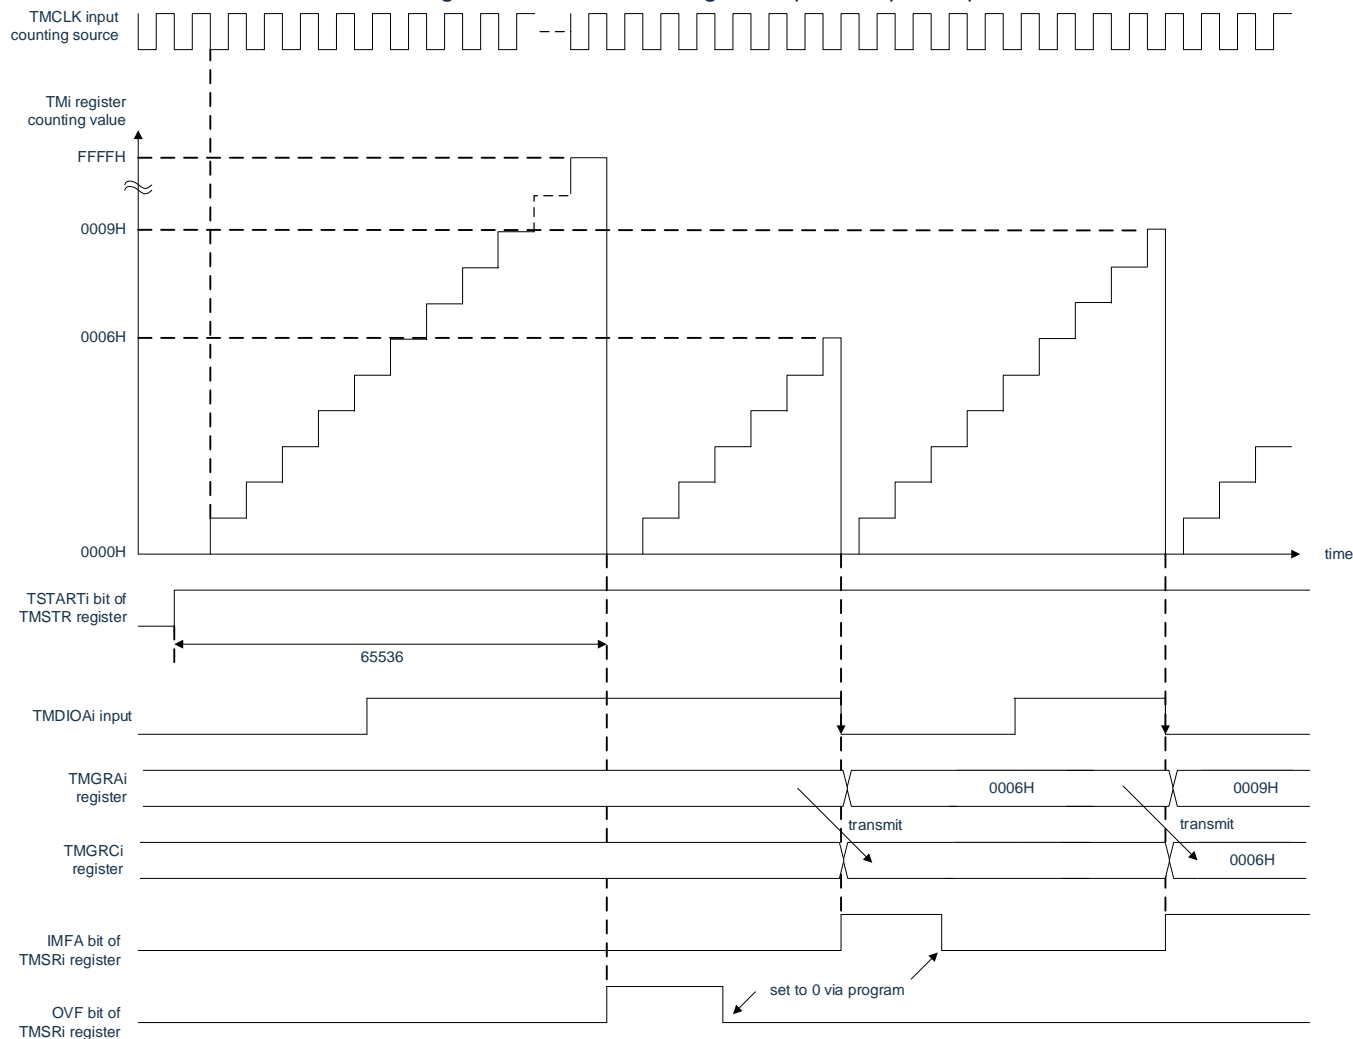 TMCLK input
counting source
TMi register
counting value
FFFFH
0009H
0006H
0000H
time
TSTARTi bit of
TMSTR register
65536
TMDIOAi input
TMGRAi
register
0006H
0009H
transmit
transmit
TMGRCi
register
0006H
IMFA bit of
TMSRi register
set to 0 via program
OVF bit of
TMSRi register